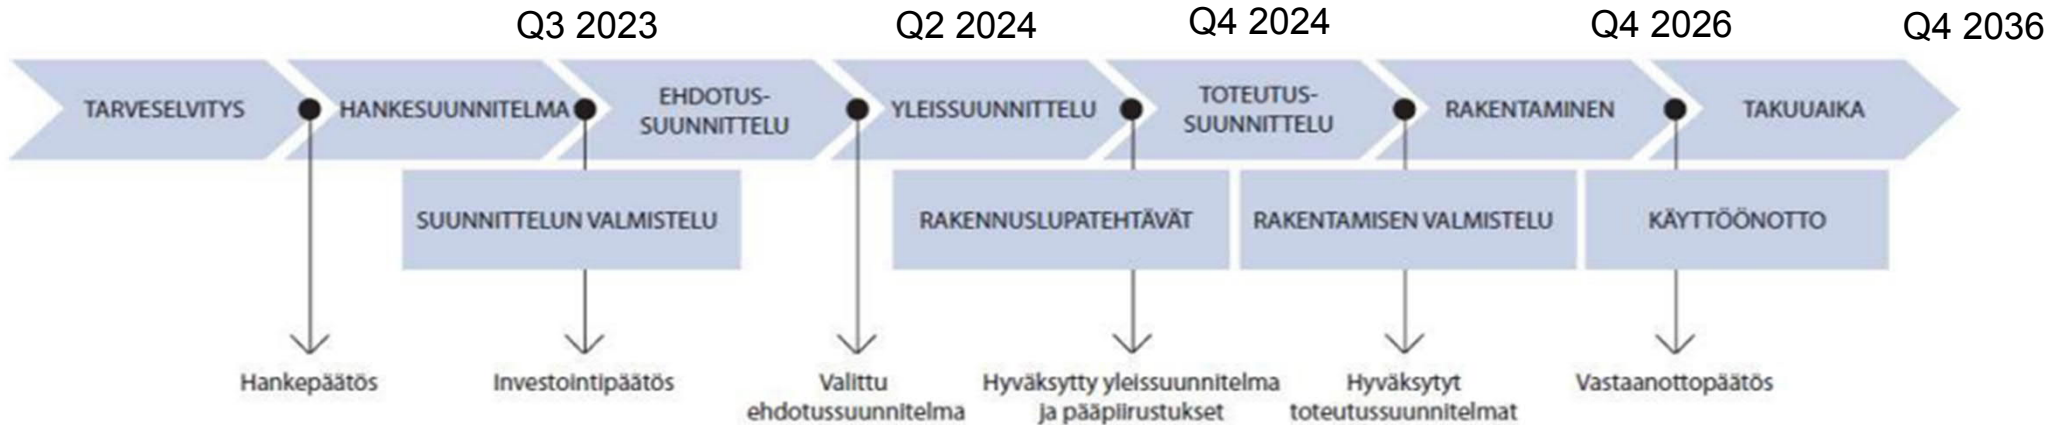 Q3 2023
Q2 2024
Q4 2024
Q4 2026
Q4 2036
TARVESELVITYS
HANKESUUNNITELMA
EHDOTUS-
SUUNNITTELU
YLEISSUUNNITTELU
TOTEUTUS-
SUUNNITTELU
RAKENTAMINEN
TAKUUAIKA
SUUNNITTELUN VALMISTELU
RAKENNUSLUPATEHTÄVÄT
RAKENTAMISEN VALMISTELU
KÄYTTÖÖNOTTO
Hankepäätös
Investointipäätös
Valittu
ehdotussuunnitelma
Hyväksytty yleissuunnitelma
ja pääpiirustukset
Hyväksytyt
toteutussuunnitelmat
Vastaanottopäätös